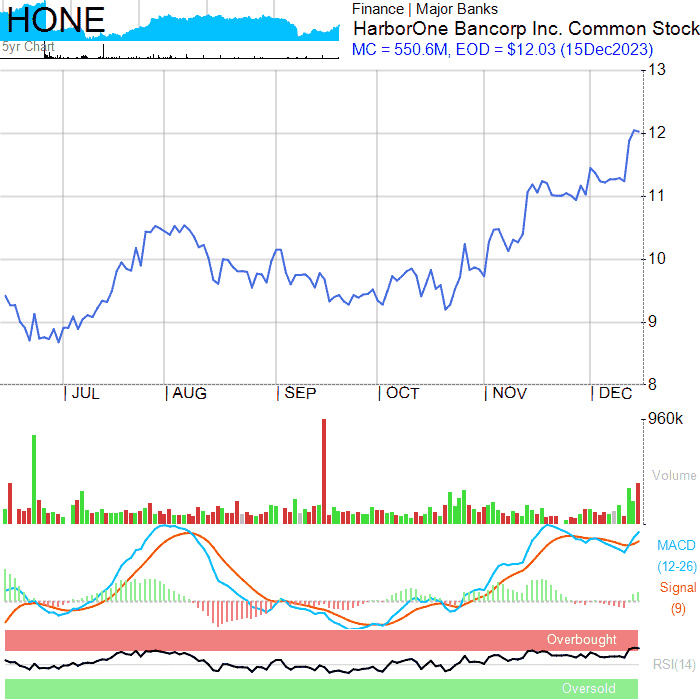 HONE
5yr Chart
Finance | Major Banks
HarborOne Bancorp Inc. Common Stock
MC = 550.6M, EOD = $12.03 (15Dec2023)
13
12
11
10
9
8
| JUL | AUG | SEP | OCT | NOV | DEC
960k
Volume
MACD
(12-26)
Signal
(9)
Overbought
RSI(14)
Oversold